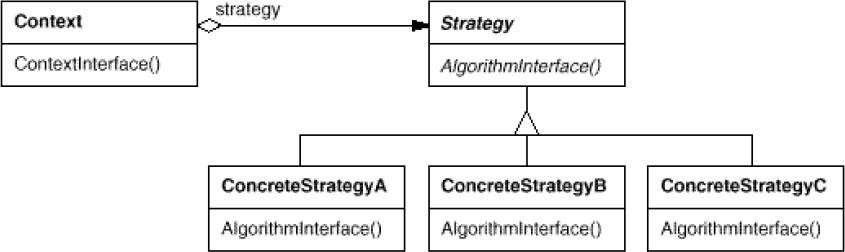 strategy
Context
Strategy
ContextInterface()
AlgorithmInterface()
ConcreteStrategyA
ConcreteStrategyB
ConcreteStrategyC
AlgorithmInterface()
AlgorithmInterface()
AlgorithmInterface()